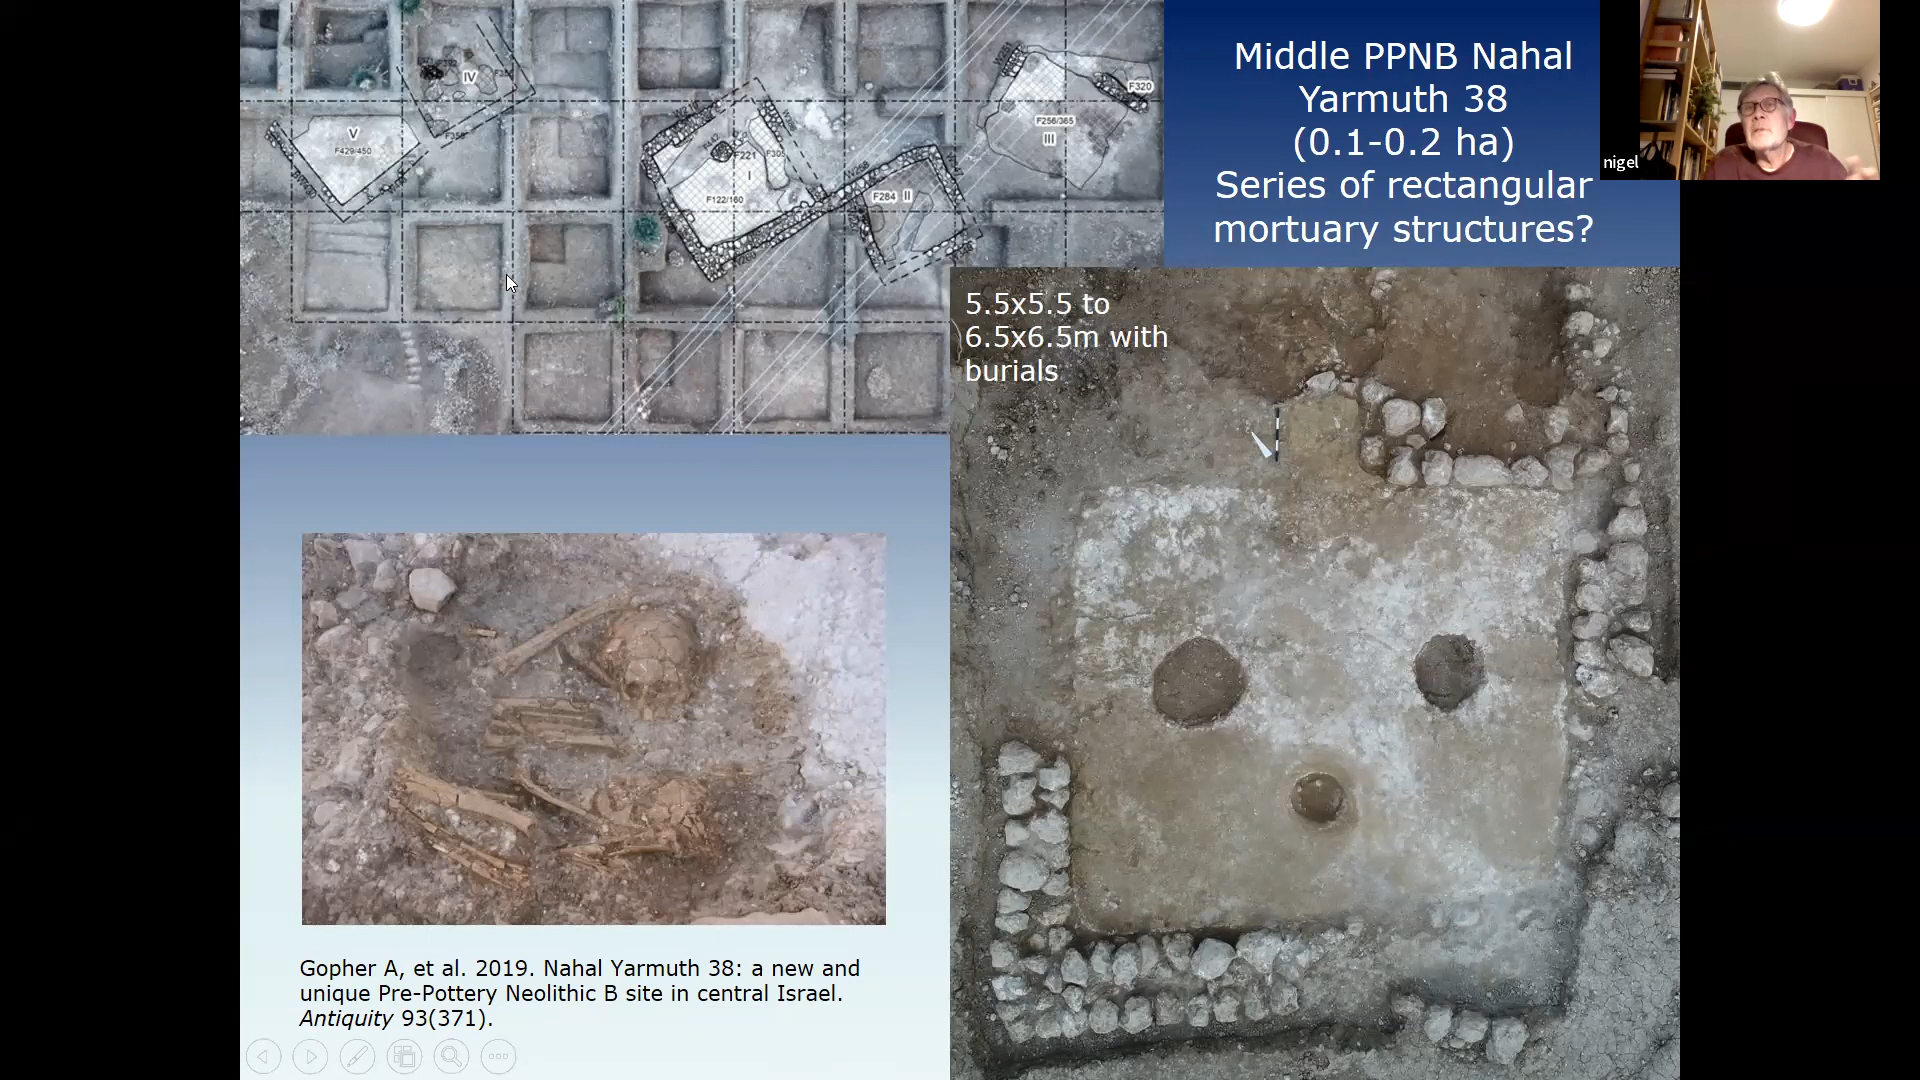 Middle PPNB Nahal
Yarmuth 38
(0.1-0.2 ha)
Series of rectangular
mortuary structures?
nigel
IV
V
F429/450
F221
I
F122/160
F284 II
F256/365
III
F320
5.5x5.5 to
6.5x6.5m with
burials
Gopher A, et al. 2019. Nahal Yarmuth 38: a new and
unique Pre-Pottery Neolithic B site in central Israel.
Antiquity 93(371).